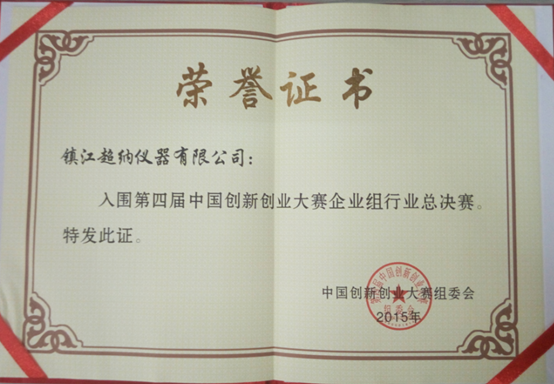 荣誉证书
镇江超纳仪器有限公司：
入围第四届中国创新创业大赛企业组行业总决赛。
特发此证。
中国创新创业大赛组委会
2015年